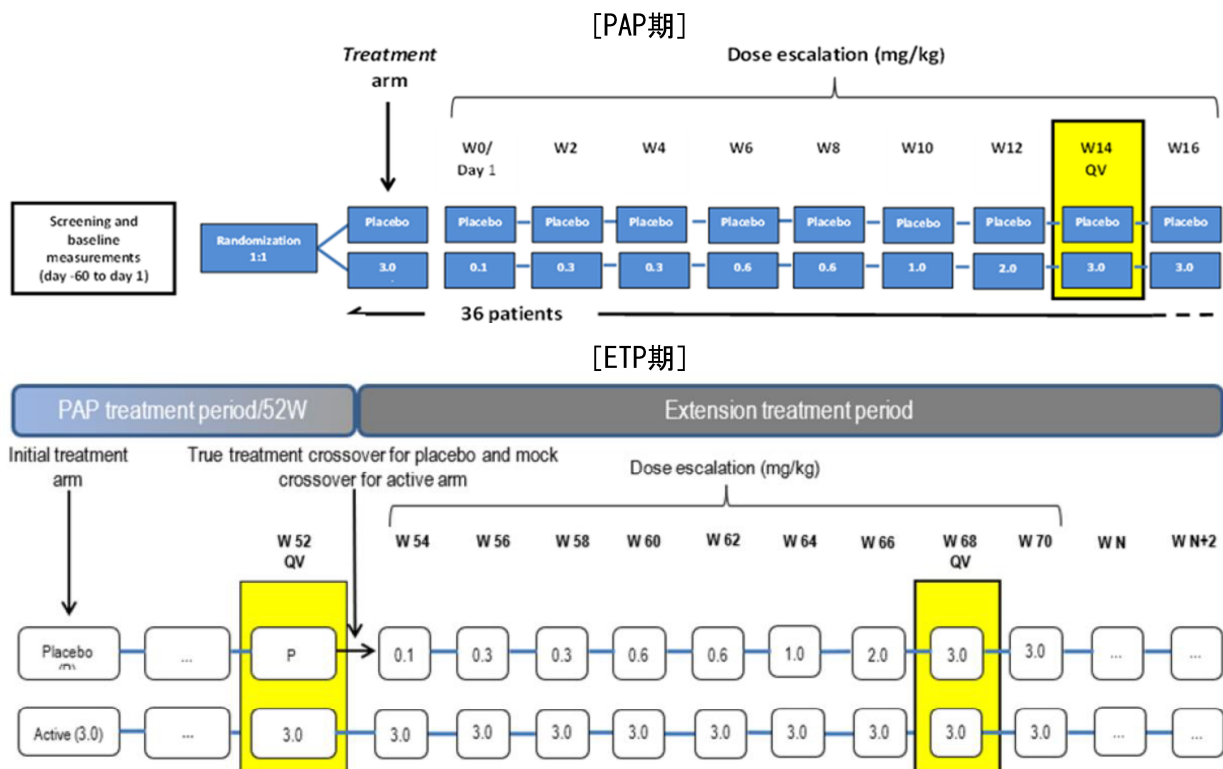 [PAP期]
Treatment
arm
Dose escalation (mg/kg)
W0/
Day 1
W2
W4
W6
W8
W10
W12
W14
QV
W16
Screening and
baseline
measurements
(day -60 to day 1)
Randomization
1:1
Placebo
Placebo
Placebo
Placebo
Placebo
Placebo
Placebo
Placebo
Placebo
Placebo
3.0
0.1
0.3
0.3
0.6
0.6
1.0
2.0
3.0
3.0
36 patients
[ETP期]
PAP treatment period/52W
Extension treatment period
Initial treatment
arm
True treatment crossover for placebo and mock
crossover for active arm
Dose escalation (mg/kg)
W 52
QV
W 54
W 56
W 58
W 60
W 62
W 64
W 66
W 68
QV
W 70
W N
W N+2
Placebo
...
P
0.1
0.3
0.3
0.6
0.6
1.0
2.0
3.0
3.0
...
...
Active (3.0)
...
3.0
3.0
3.0
3.0
3.0
3.0
3.0
3.0
3.0
3.0
...
...